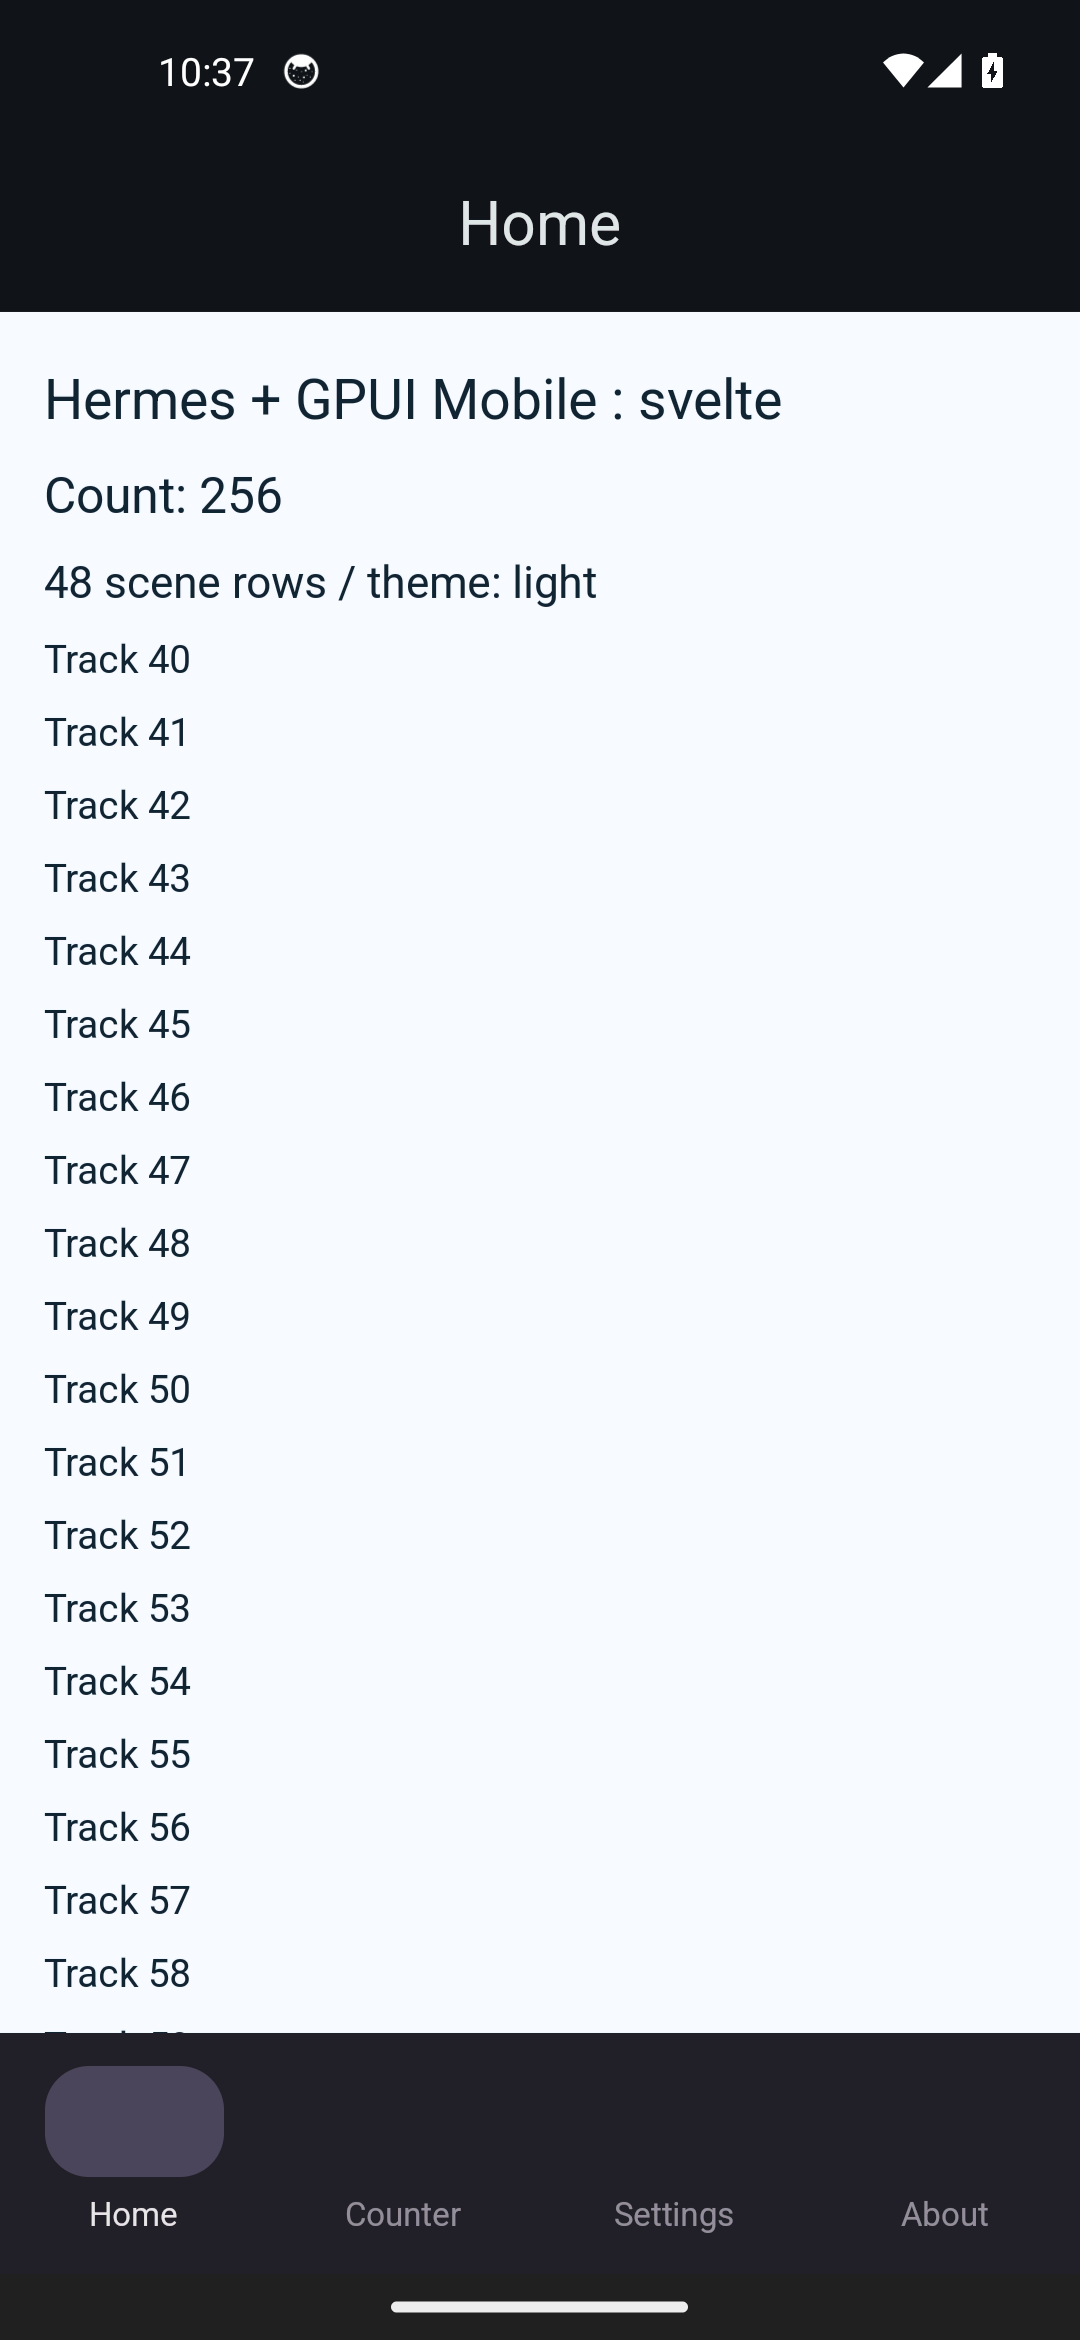 10:37
Home
Hermes + GPUI Mobile : svelte
Count: 256
48 scene rows / theme: light
Track 40
Track 41
Track 42
Track 43
Track 44
Track 45
Track 46
Track 47
Track 48
Track 49
Track 50
Track 51
Track 52
Track 53
Track 54
Track 55
Track 56
Track 57
Track 58
Home Counter Settings About